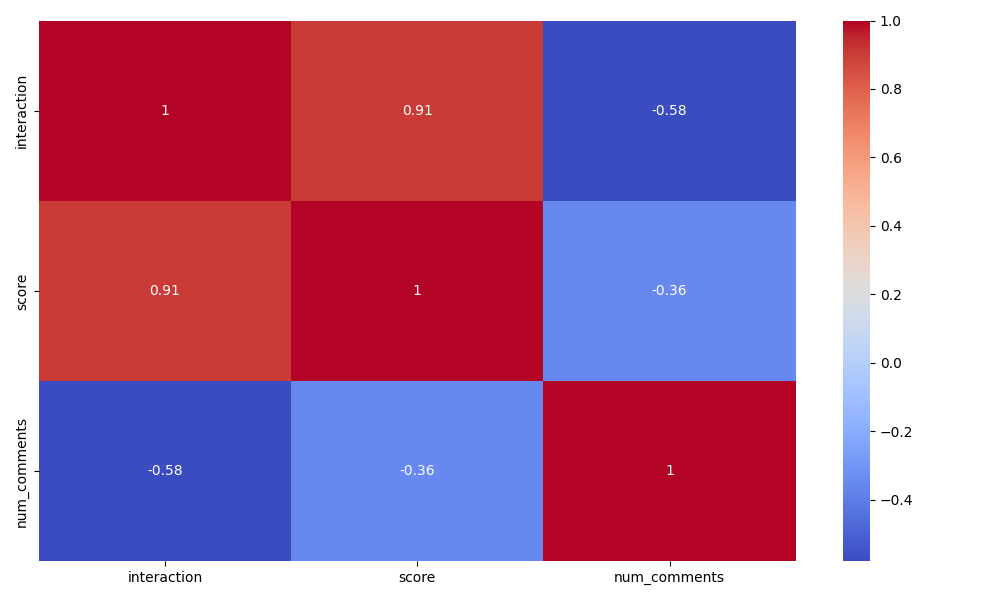 interaction
1
0.91
-0.58
score
0.91
1
-0.36
num_comments
-0.58
-0.36
1
interaction
score
num_comments
1.0
0.8
0.6
0.4
0.2
0.0
−0.2
−0.4